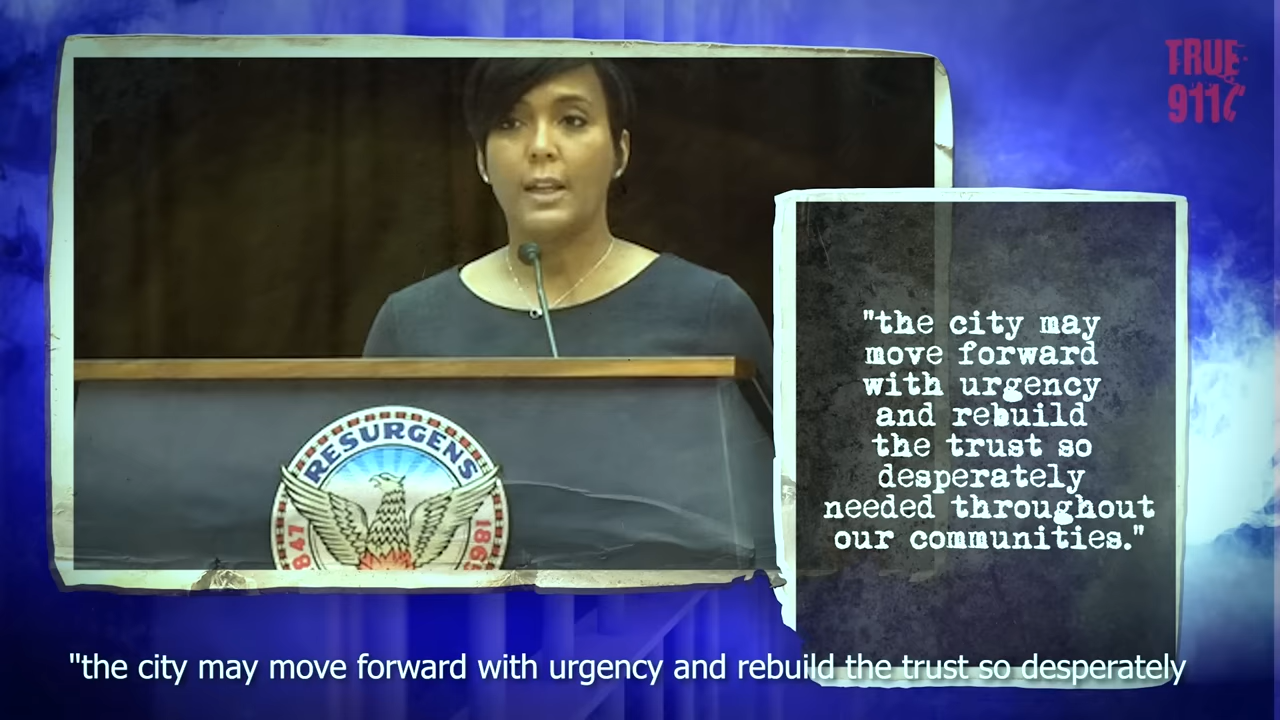 TRUE
911
RESURGENS
1847
1865
"the city may
move forward
with urgency
and rebuild
the trust so
desperately
needed throughout
our communities."
"the city may move forward with urgency and rebuild the trust so desperately